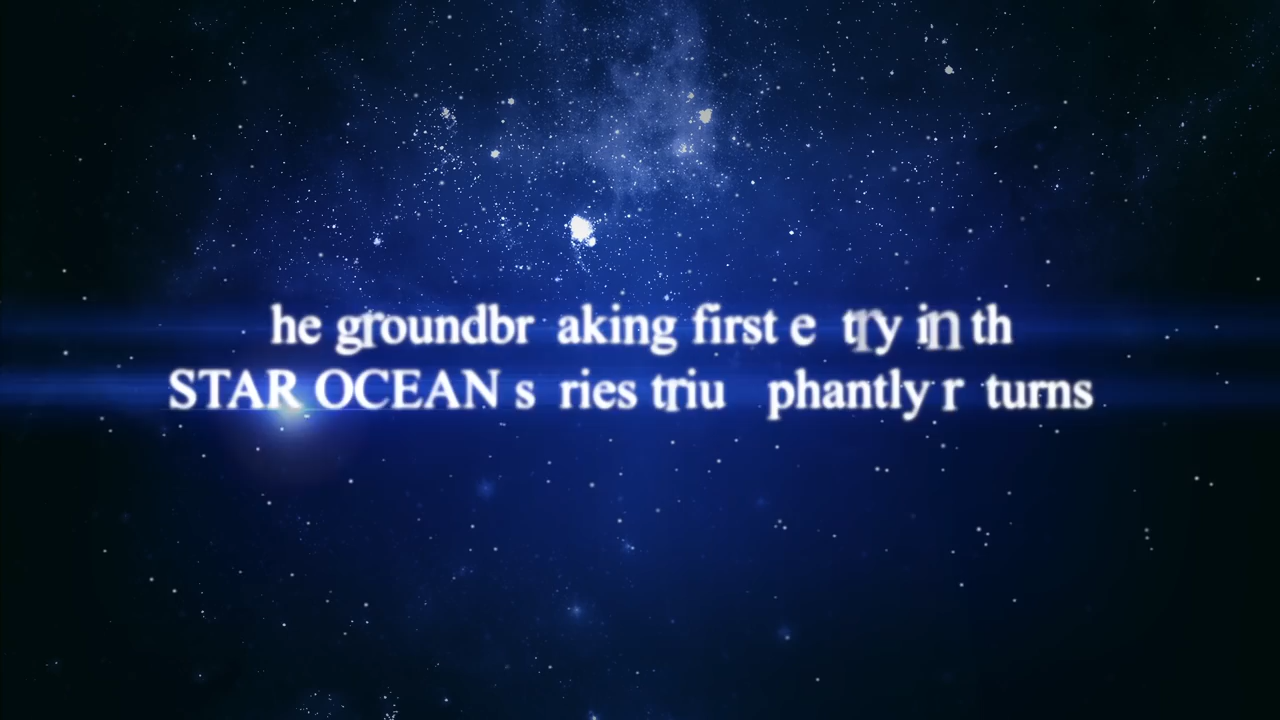 he groundbr aking first e try in th
STAR OCEAN s ries triu phantly r turns